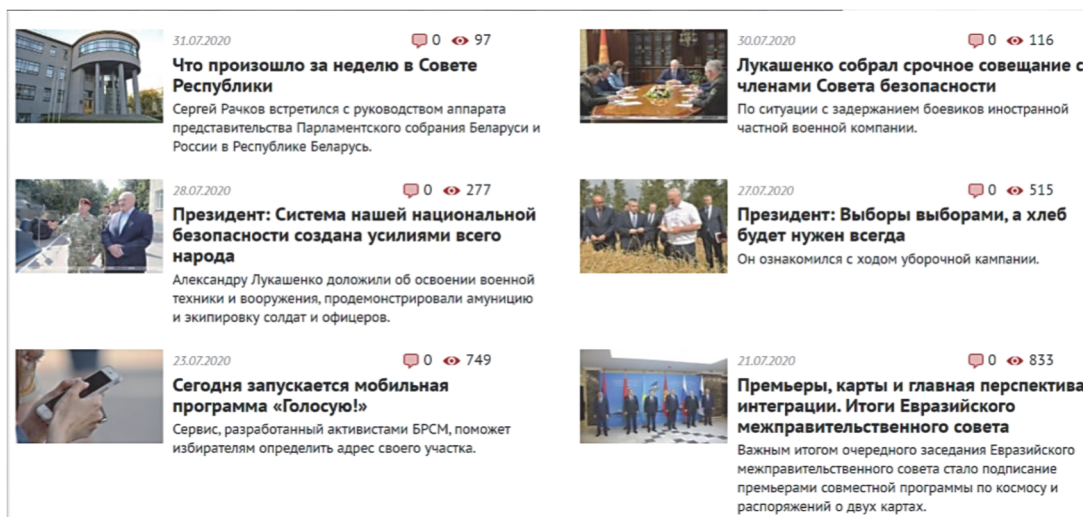 31.07.2020 0 97
Что произошло за неделю в Совете
Республики
Сергей Рачков встретился с руководством аппарата
представительства Парламентского собрания Беларуси и
России в Республике Беларусь.
30.07.2020 0 116
Лукашенко собрал срочное совещание с
членами Совета безопасности
По ситуации с задержанием боевиков иностранной
частной военной компании.
28.07.2020 0 277
Президент: Система нашей национальной
безопасности создана усилиями всего
народа
Александру Лукашенко доложили об освоении военной
техники и вооружения, продемонстрировали амуницию
и экипировку солдат и офицеров.
27.07.2020 0 515
Президент: Выборы выборами, а хлеб
будет нужен всегда
Он ознакомился с ходом уборочной кампании.
23.07.2020 0 749
Сегодня запускается мобильная
программа «Голосую!»
Сервис, разработанный активистами БРСМ, поможет
избирателям определить адрес своего участка.
21.07.2020 0 833
Премьеры, карты и главная перспектива
интеграции. Итоги Евразийского
межправительственного совета
Важным итогом очередного заседания Евразийского
межправительственного совета стало подписание
премьерами совместной программы по космосу и
распоряжений о двух картах.